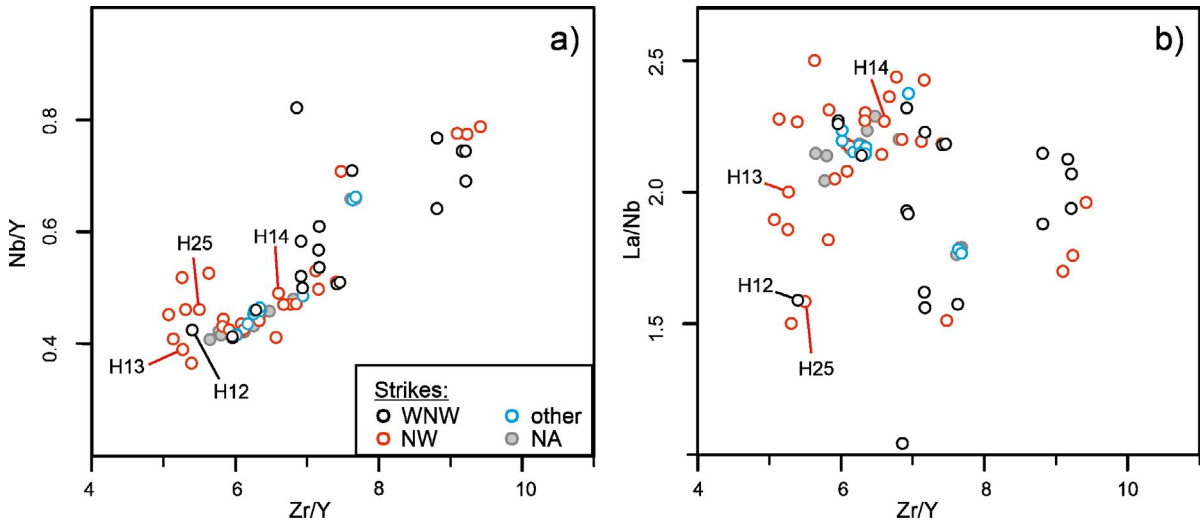 a)
Nb/Y
0.8
0.6
0.4
H25
H14
H13
H12
Strikes:
WNW
other
NW
NA
4
6
8
10
Zr/Y
b)
La/Nb
2.5
2.0
1.5
H14
H13
H12
H25
4
6
8
10
Zr/Y